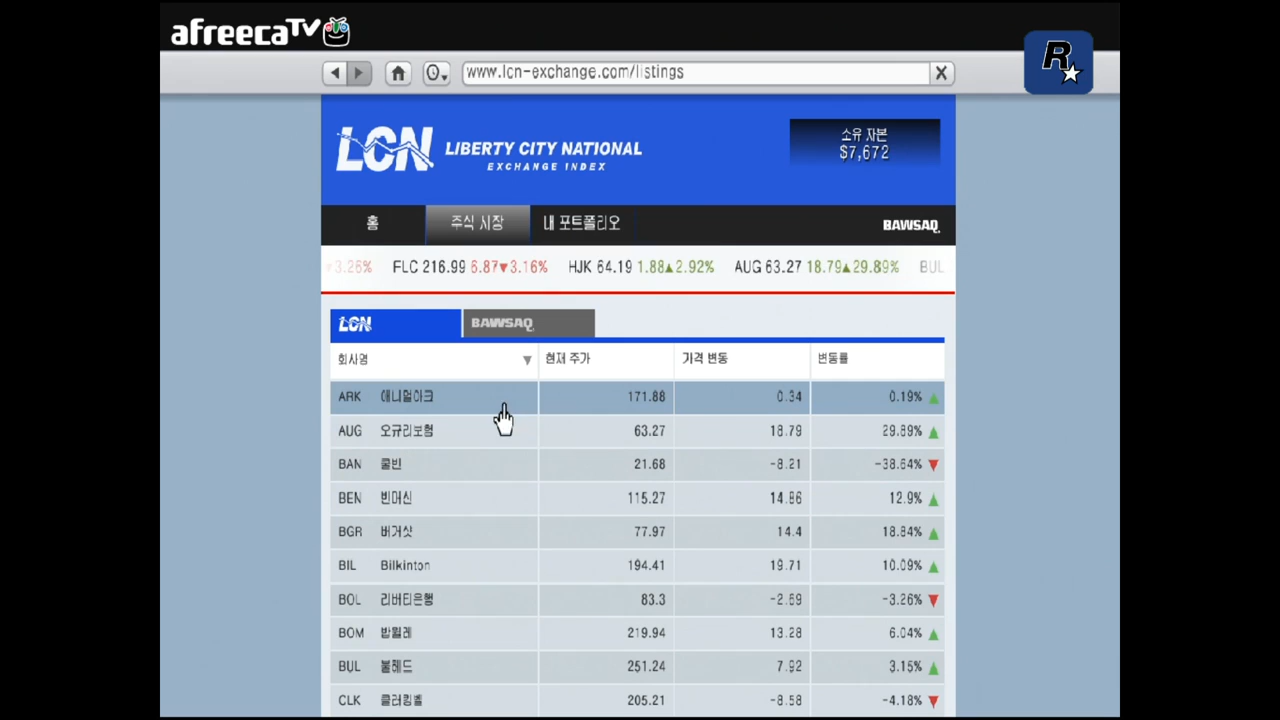 afreecaTV
R
www.lcn-exchange.com/listings
LCN LIBERTY CITY NATIONAL
EXCHANGE INDEX
소유 자본
$7,672
홈 주식 시장 내 포트폴리오 BAWSAQ
▼3.26% FLC 216.99 6.87▼3.16% HJK 64.19 1.88▲2.92% AUG 63.27 18.79▲29.89% BUL
LCN BAWSAQ
회사명 ▼ 현재 주가 가격 변동 변동률
ARK 애니멀아크 171.88 0.34 0.19% ▲
AUG 오규리보험 63.27 18.79 29.89% ▲
BAN 쿨빈 21.68 -8.21 -38.64% ▼
BEN 빈머신 115.27 14.86 12.9% ▲
BGR 버거샷 77.97 14.4 18.84% ▲
BIL Bilkinton 194.41 19.71 10.09% ▲
BOL 리버티은행 83.3 -2.69 -3.26% ▼
BOM 밥뮬레 219.94 13.28 6.04% ▲
BUL 불헤드 251.24 7.92 3.15% ▲
CLK 클러킹벨 205.21 -8.58 -4.18% ▼